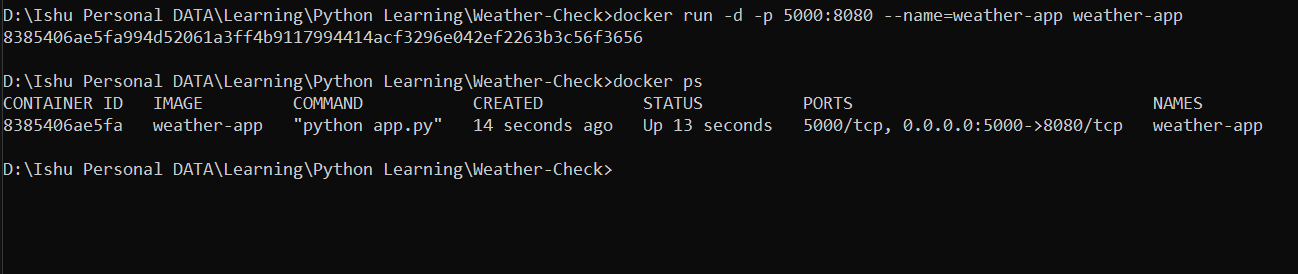 D:\Ishu Personal DATA\Learning\Python Learning\Weather-Check>docker run -d -p 5000:8080 --name=weather-app weather-app
8385406ae5fa994d52061a3ff4b9117994414acf3296e042ef2263b3c56f3656
D:\Ishu Personal DATA\Learning\Python Learning\Weather-Check>docker ps
CONTAINER ID   IMAGE         COMMAND           CREATED          STATUS          PORTS                              NAMES
8385406ae5fa   weather-app   "python app.py"   14 seconds ago   Up 13 seconds   5000/tcp, 0.0.0.0:5000->8080/tcp   weather-app
D:\Ishu Personal DATA\Learning\Python Learning\Weather-Check>